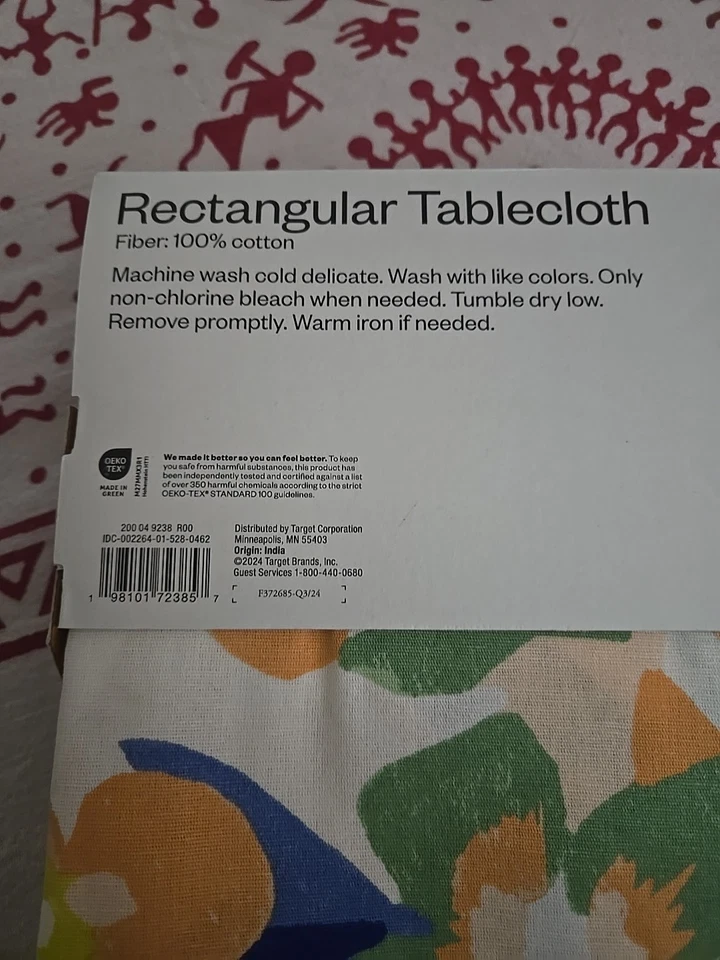 Rectangular Tablecloth
Fiber: 100% cotton
Machine wash cold delicate. Wash with like colors. Only
non-chlorine bleach when needed. Tumble dry low.
Remove promptly. Warm iron if needed.
OEKO
TEX®
MADE IN
GREEN
Hohenstein HTTI
We made it better so you can feel better. To keep
you safe from harmful substances, this product has
been independently tested and certified against a list
of over 350 harmful chemicals according to the strict
OEKO-TEX® STANDARD 100 guidelines.
200 04 9238 R00
IDC-002264-01-528-0462
1 98101 72385 7
Distributed by Target Corporation
Minneapolis, MN 55403
Origin: India
©2024 Target Brands, Inc.
Guest Services 1-800-440-0680
F372685-Q3/24